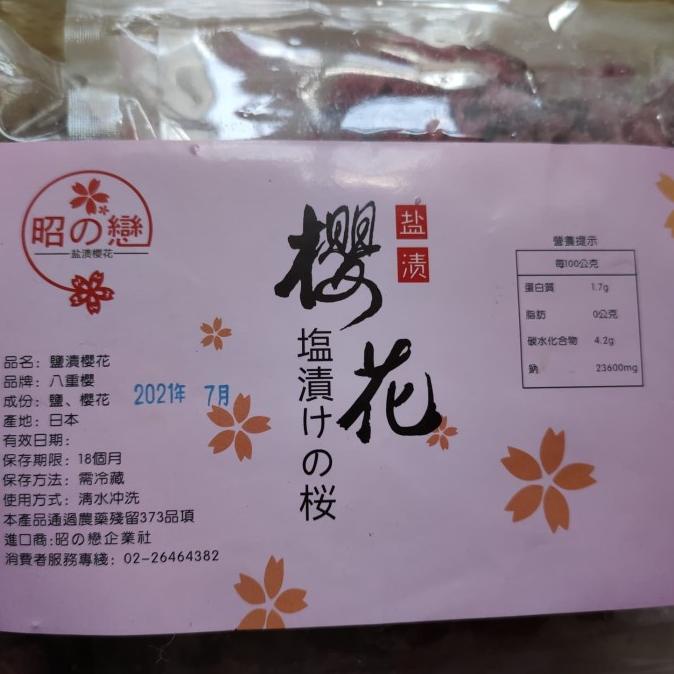 昭の戀
盐漬櫻花
盐漬
櫻花
塩漬けの桜
品名：鹽漬櫻花
品牌：八重櫻
成份：鹽、櫻花
2021年 7月
產地：日本
有效日期：
保存期限：18個月
保存方法：需冷藏
使用方式：清水冲洗
本產品通過農藥殘留373品項
進口商:昭の戀企業社
消費者服務專綫：02-26464382
營養提示
每100公克
蛋白質 1.7g
脂肪 0公克
碳水化合物 4.2g
鈉 23600mg